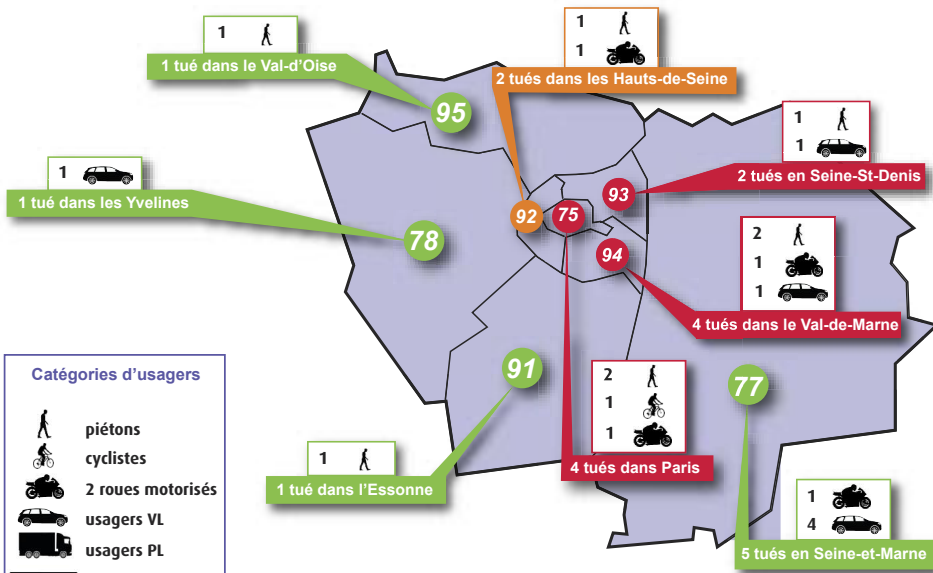 1
1
1 tué dans le Val-d'Oise
1
1
2 tués dans les Hauts-de-Seine
95
1
1
2 tués en Seine-St-Denis
93
1
1 tué dans les Yvelines
78
92
75
94
2
1
1
4 tués dans le Val-de-Marne
91
77
2
1
1
4 tués dans Paris
1
1 tué dans l'Essonne
1
4
5 tués en Seine-et-Marne
Catégories d'usagers
piétons
cyclistes
2 roues motorisés
usagers VL
usagers PL